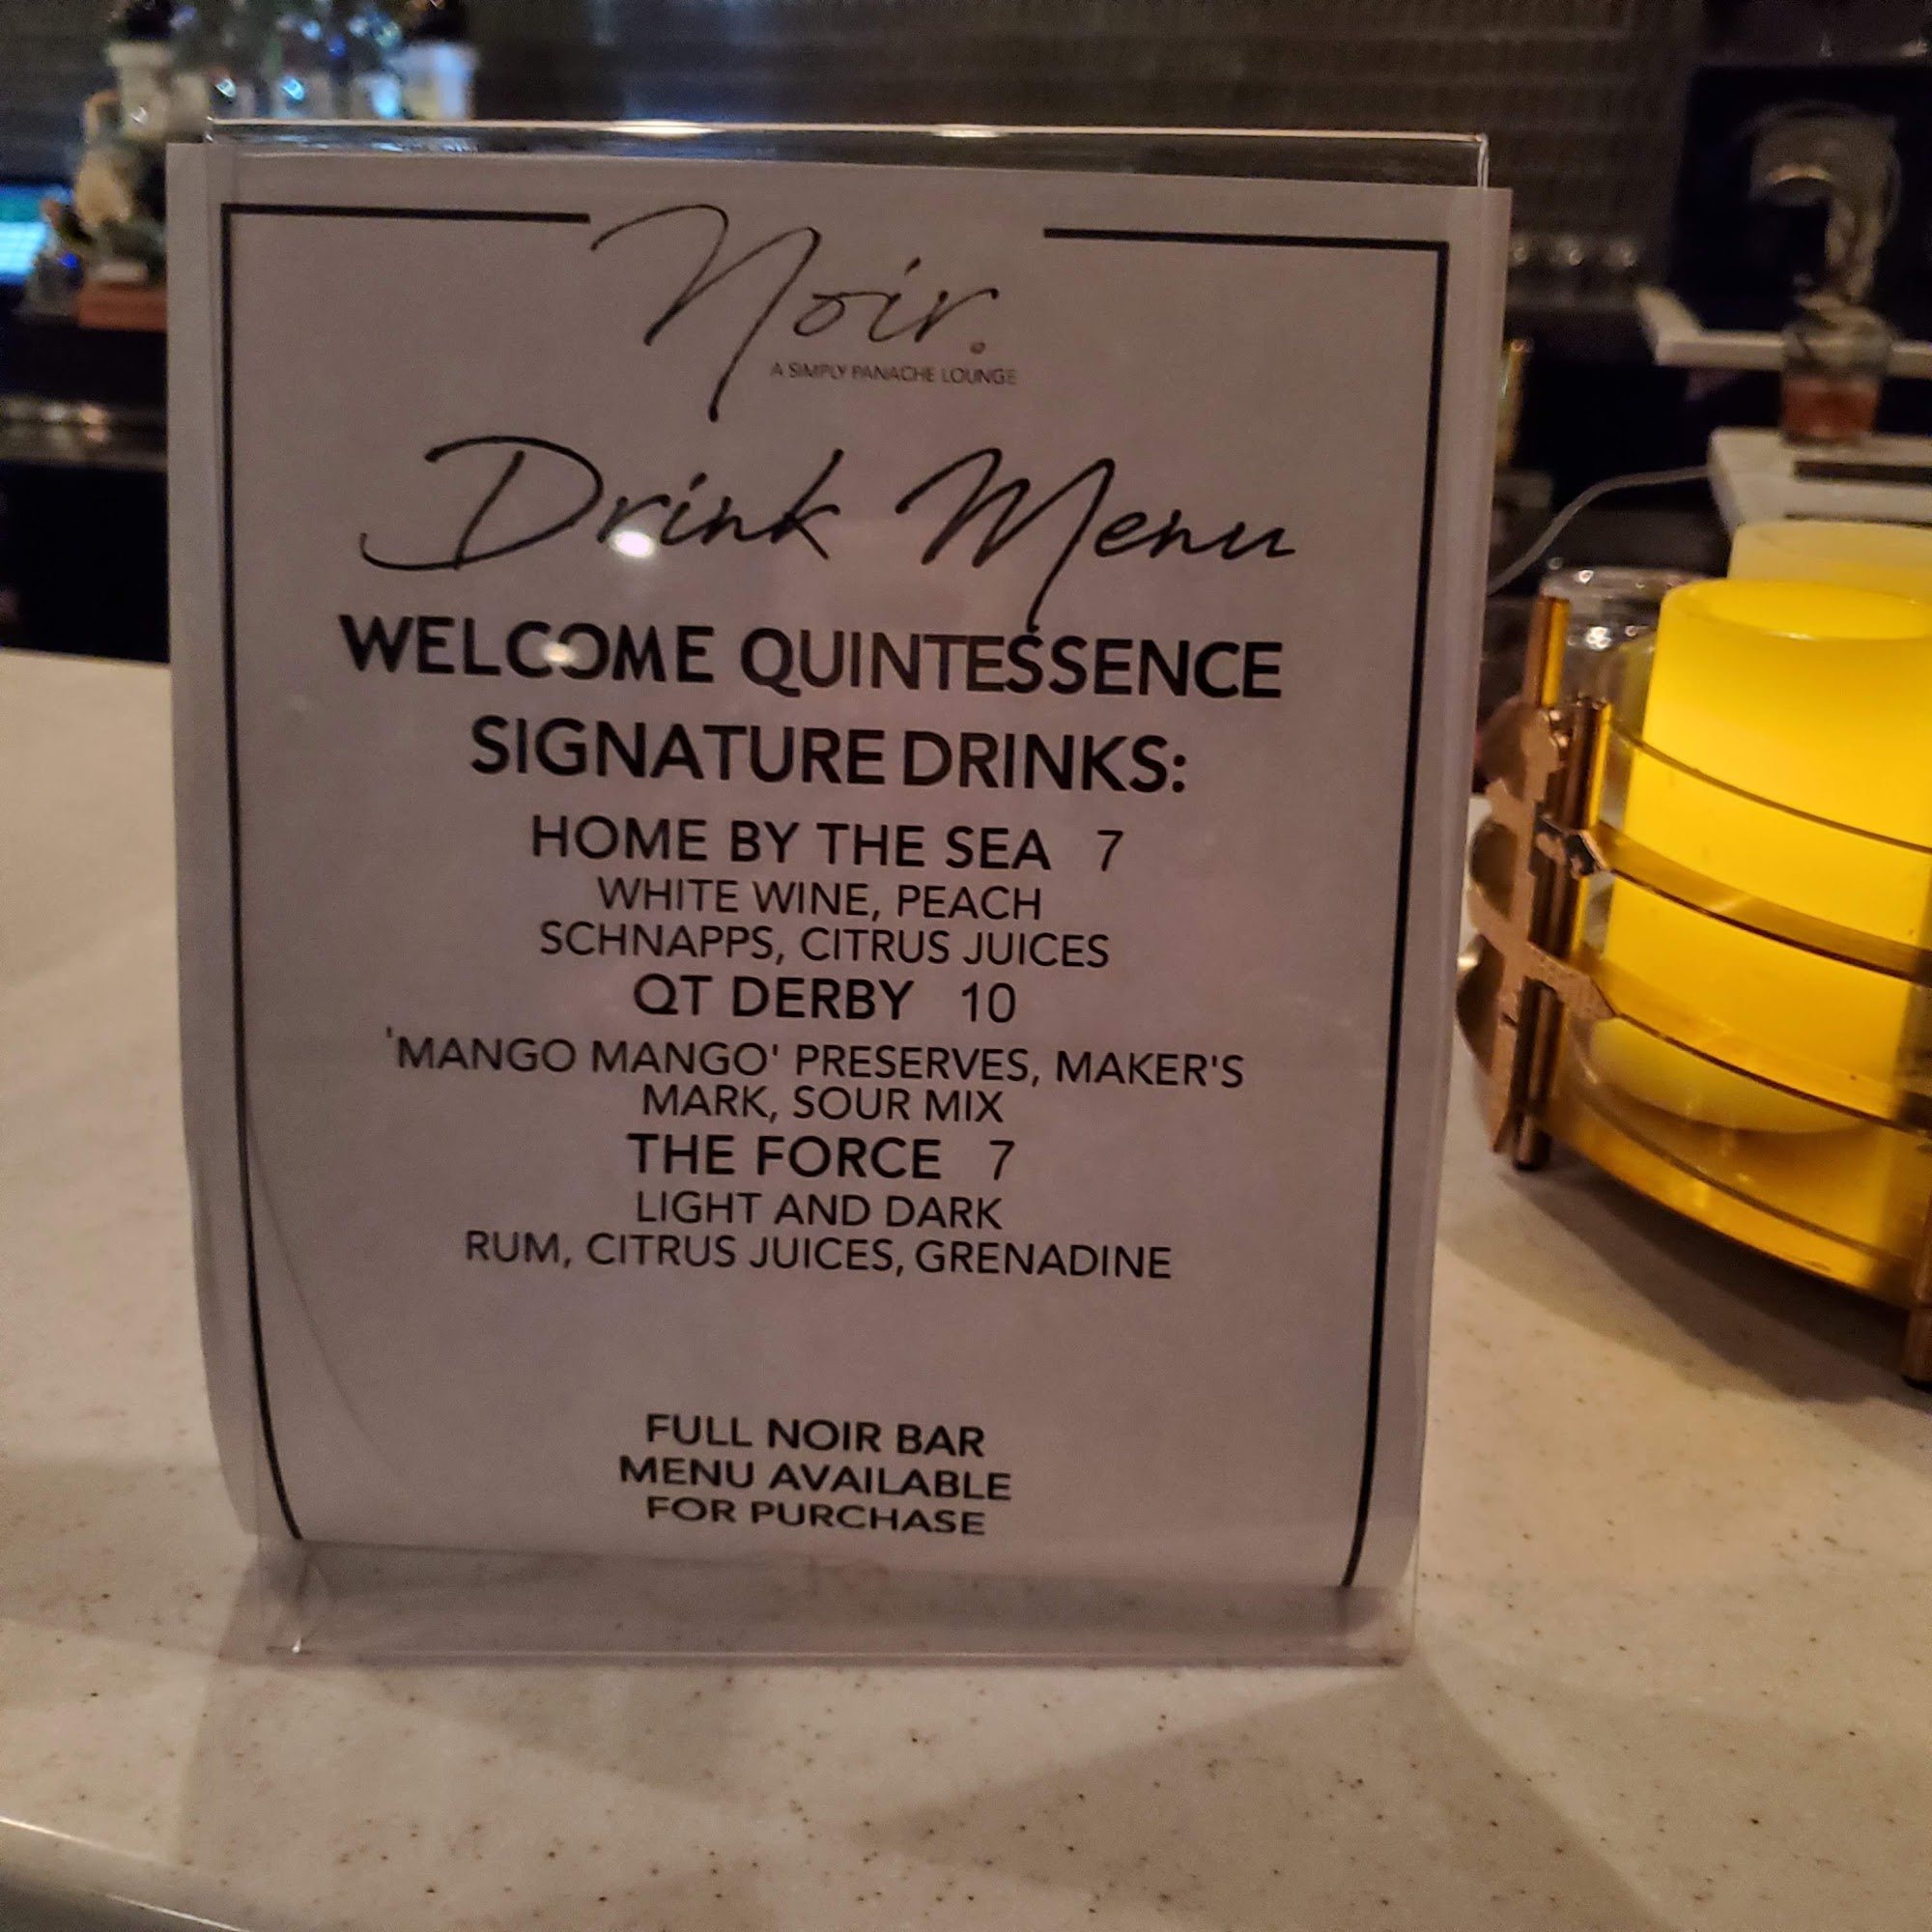 Noir.
A SIMPLY PANACHE LOUNGE
Drink Menu
WELCOME QUINTESSENCE
SIGNATURE DRINKS:
HOME BY THE SEA 7
WHITE WINE, PEACH
SCHNAPPS, CITRUS JUICES
QT DERBY 10
'MANGO MANGO' PRESERVES, MAKER'S
MARK, SOUR MIX
THE FORCE 7
LIGHT AND DARK
RUM, CITRUS JUICES, GRENADINE
FULL NOIR BAR
MENU AVAILABLE
FOR PURCHASE